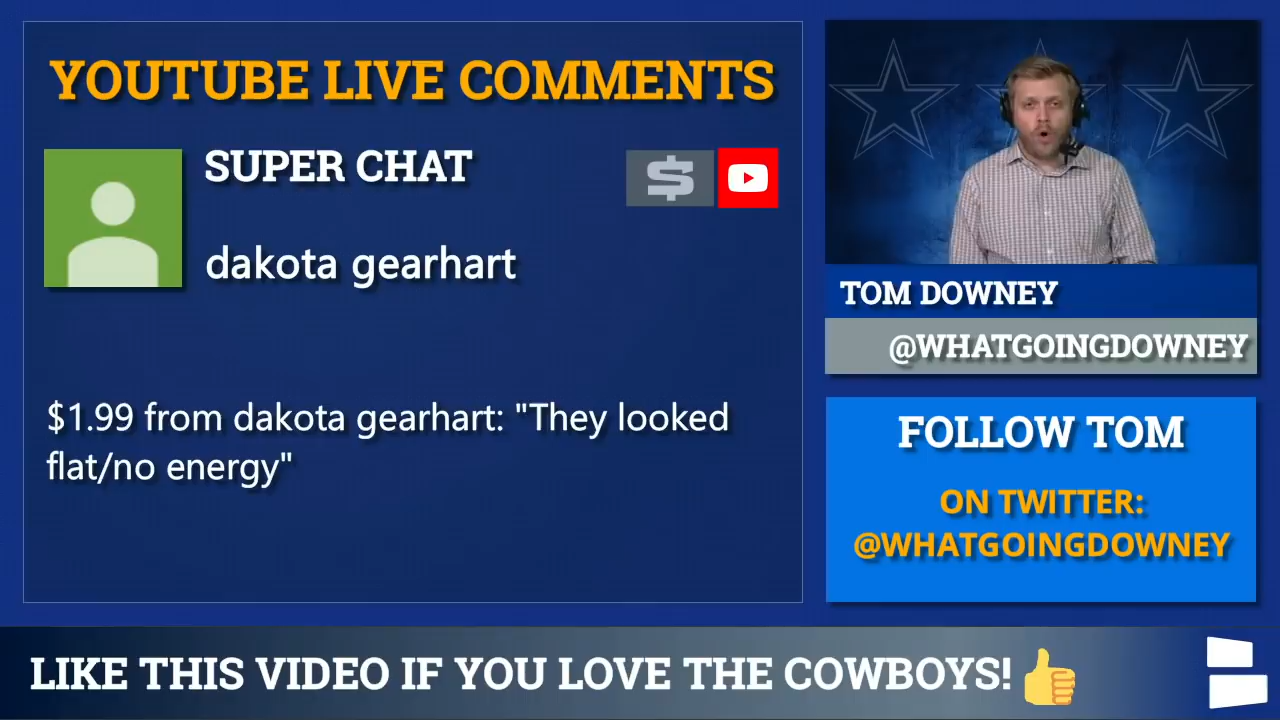 YOUTUBE LIVE COMMENTS
SUPER CHAT
dakota gearhart
$1.99 from dakota gearhart: "They looked
flat/no energy"
TOM DOWNEY
@WHATGOINGDOWNEY
FOLLOW TOM
ON TWITTER:
@WHATGOINGDOWNEY
LIKE THIS VIDEO IF YOU LOVE THE COWBOYS!